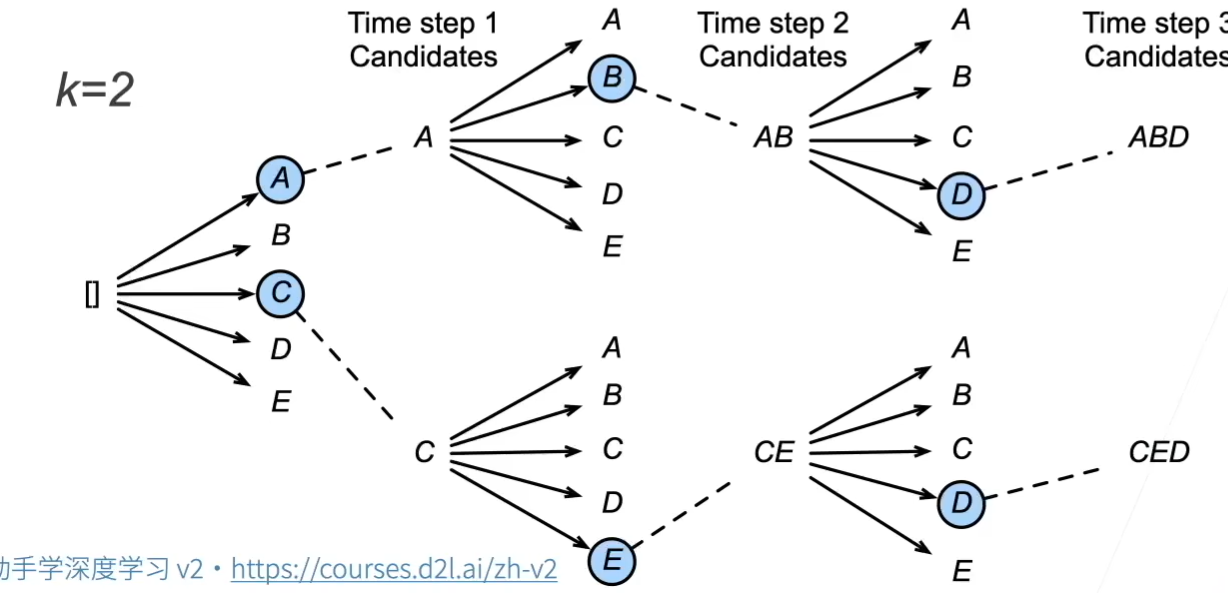 k=2
Time step 1
Candidates
Time step 2
Candidates
Time step 3
Candidates
[]
A
B
C
D
E
A
A
B
C
D
E
C
A
B
C
D
E
AB
A
B
C
D
E
CE
A
B
C
D
E
ABD
CED
动手学深度学习 v2 · https://courses.d2l.ai/zh-v2